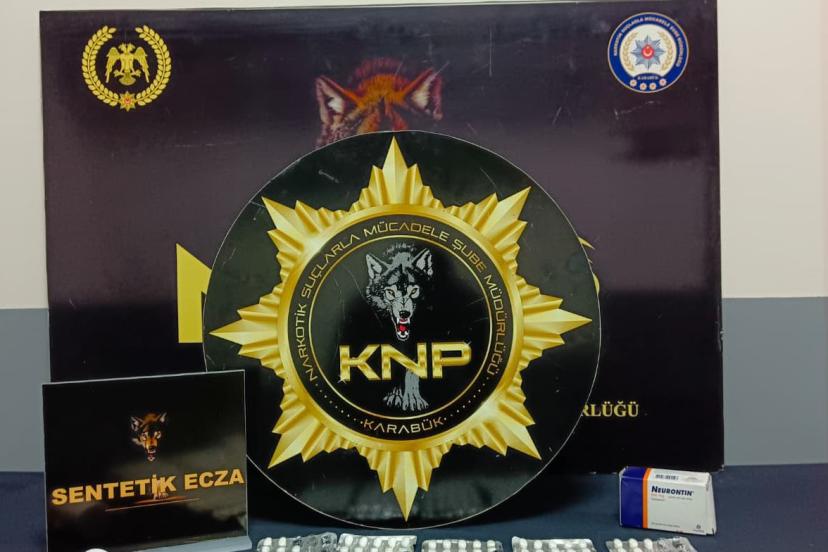 NARKOTİK SUÇLARLA MÜCADELE ŞUBE MÜDÜRLÜĞÜ
KNP
KARABÜK
RLÜĞÜ
SENTETİK ECZA
NEURONTIN